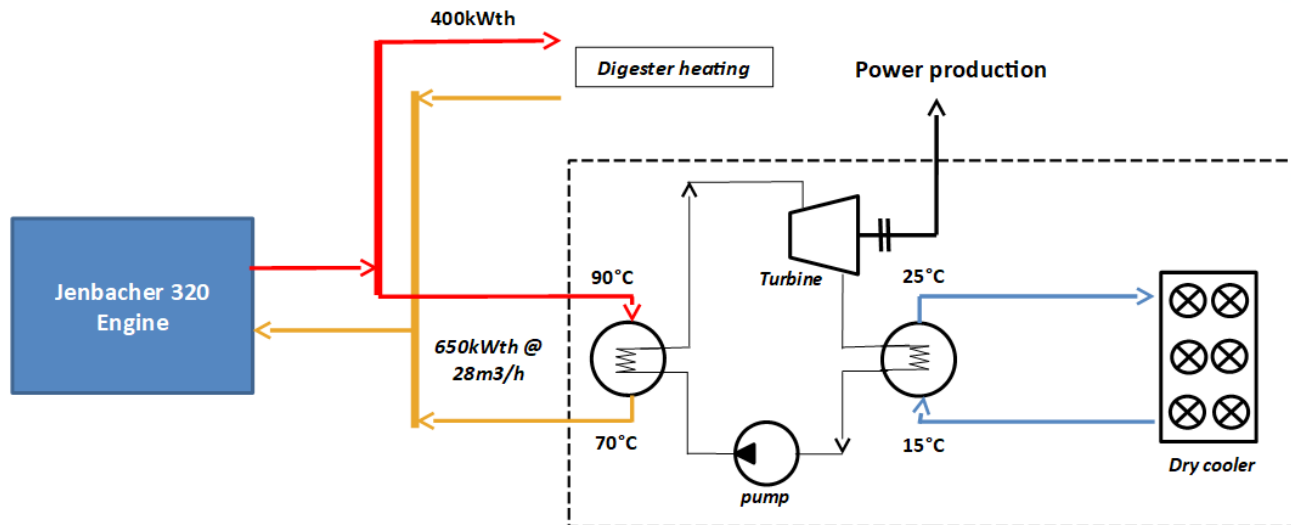 400kWth
Digester heating
Power production
Jenbacher 320
Engine
90°C
Turbine
25°C
650kWth @
28m3/h
70°C
15°C
pump
Dry cooler